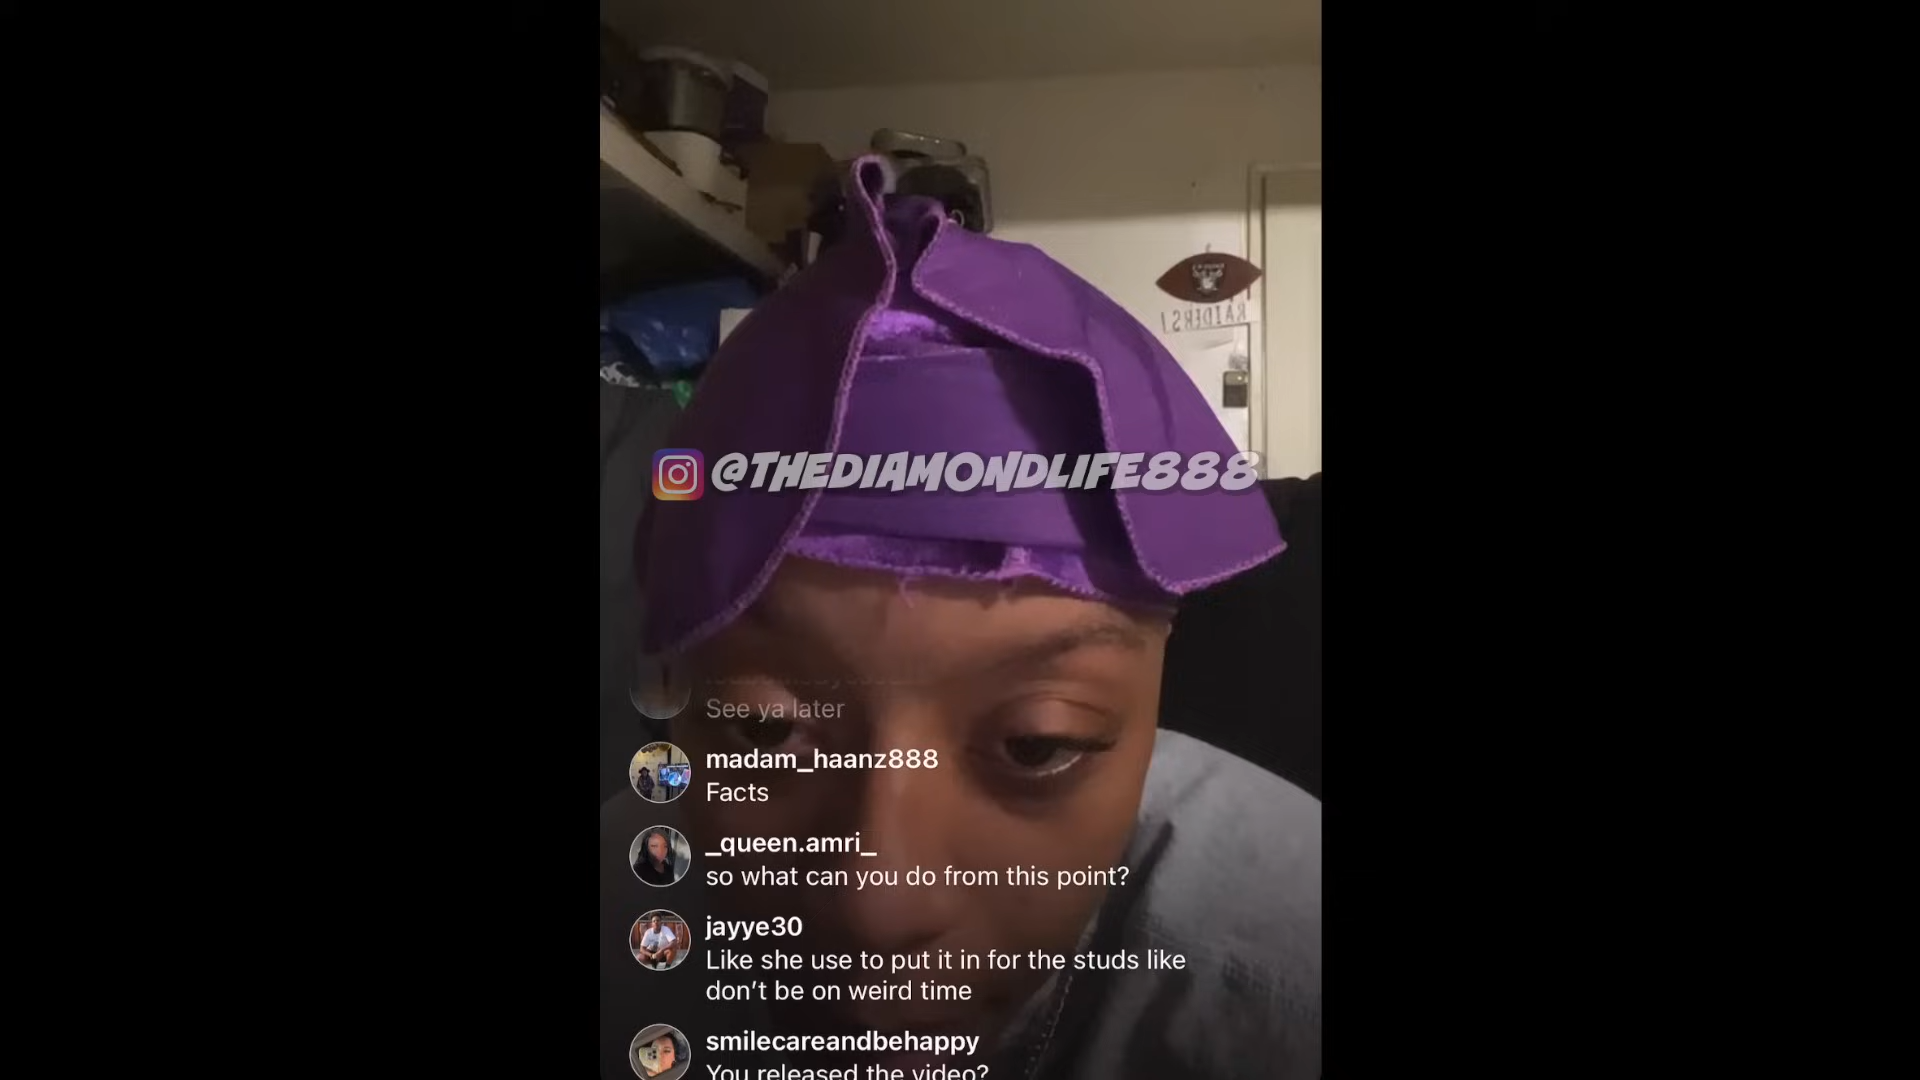 RAIDERS
@THEDIAMONDLIFE888
See ya later
madam_haanz888
Facts
_queen.amri_
so what can you do from this point?
jayye30
Like she use to put it in for the studs like
don't be on weird time
smilecareandbehappy
You released the video?